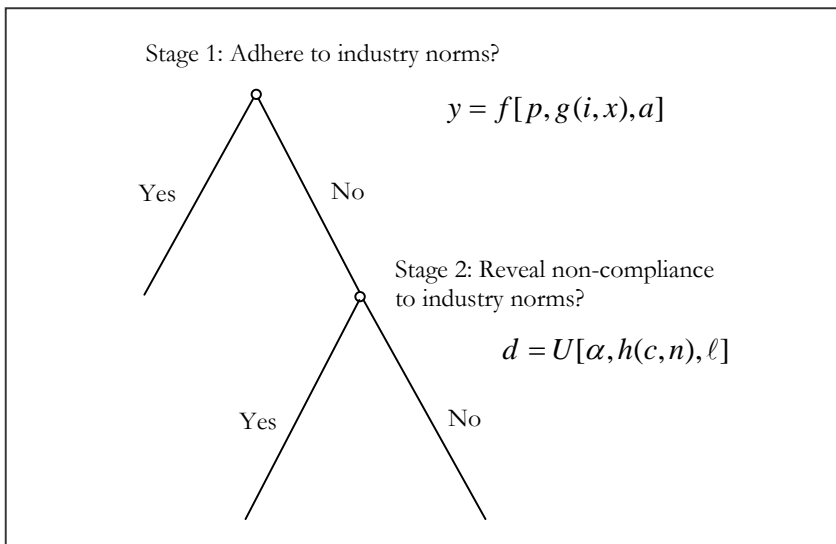 Stage 1: Adhere to industry norms?
y = f[p, g(i, x), a]
Yes
No
Stage 2: Reveal non-compliance
to industry norms?
d = U[α, h(c, n), ℓ]
Yes
No